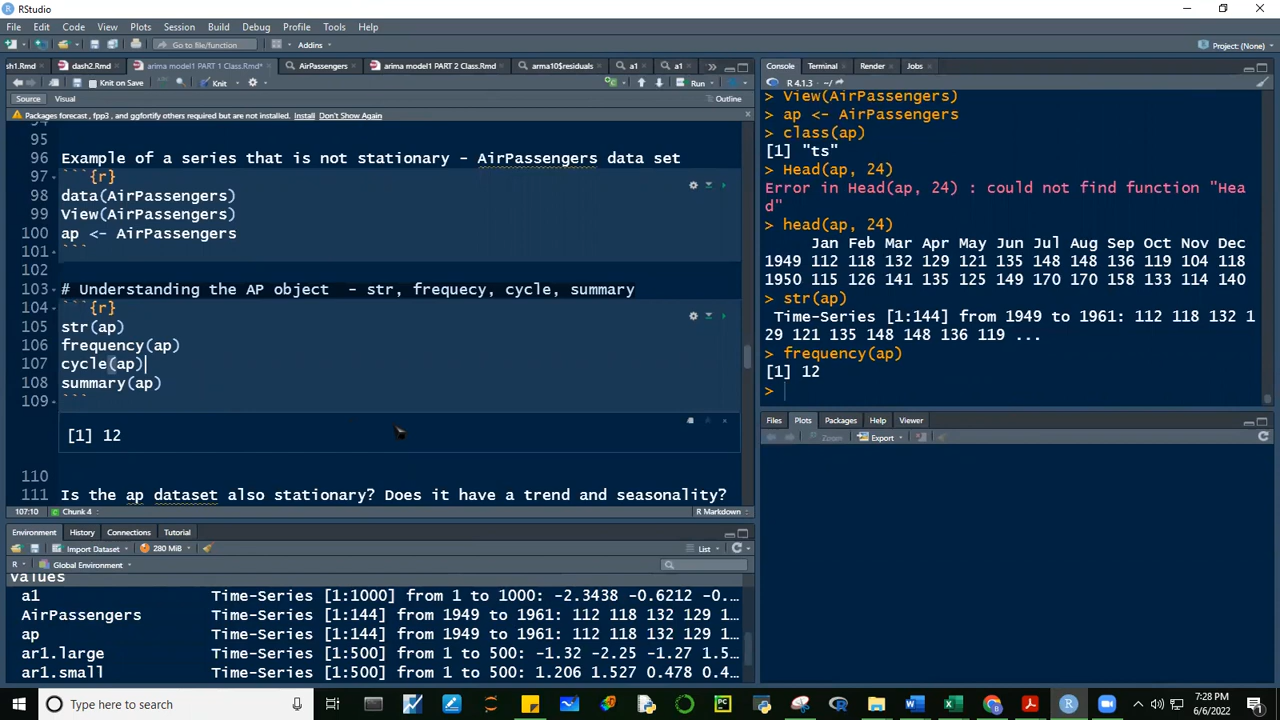 RStudio
File Edit Code View Plots Session Build Debug Profile Tools Help
Go to file/function Addins Project: (None)
sh1.Rmd dash2.Rmd arima model1 PART 1 Class.Rmd* AirPassengers arima model1 PART 2 Class.Rmd arma10$residuals a1 a1
Knit on Save Knit Run
Source Visual Outline
Packages forecast, fpp3, and ggfortify others required but are not installed. Install Don't Show Again
94
95
96 Example of a series that is not stationary - AirPassengers data set
97 ```{r}
98 data(AirPassengers)
99 View(AirPassengers)
100 ap <- AirPassengers
101 ```
102
103 # Understanding the AP object  - str, frequecy, cycle, summary
104 ```{r}
105 str(ap)
106 frequency(ap)
107 cycle(ap)
108 summary(ap)
109 ```
[1] 12
110
111 Is the ap dataset also stationary? Does it have a trend and seasonality?
107:10 Chunk 4 R Markdown
Environment History Connections Tutorial
Import Dataset 280 MiB List
R Global Environment
Values
a1 Time-Series [1:1000] from 1 to 1000: -2.3438 -0.6212 -0.…
AirPassengers Time-Series [1:144] from 1949 to 1961: 112 118 132 129 1…
ap Time-Series [1:144] from 1949 to 1961: 112 118 132 129 1…
ar1.large Time-Series [1:500] from 1 to 500: -1.32 -2.25 -1.27 1.5…
ar1.small Time-Series [1:500] from 1 to 500: 1.206 1.527 0.478 0.4…
Console Terminal Render Jobs
R 4.1.3 · ~/
> View(AirPassengers)
> ap <- AirPassengers
> class(ap)
[1] "ts"
> Head(ap, 24)
Error in Head(ap, 24) : could not find function "Hea
d"
> head(ap, 24)
Jan Feb Mar Apr May Jun Jul Aug Sep Oct Nov Dec
1949 112 118 132 129 121 135 148 148 136 119 104 118
1950 115 126 141 135 125 149 170 170 158 133 114 140
> str(ap)
Time-Series [1:144] from 1949 to 1961: 112 118 132 1
29 121 135 148 148 136 119 ...
> frequency(ap)
[1] 12
>
Files Plots Packages Help Viewer
Zoom Export
Type here to search
7:28 PM
6/6/2022